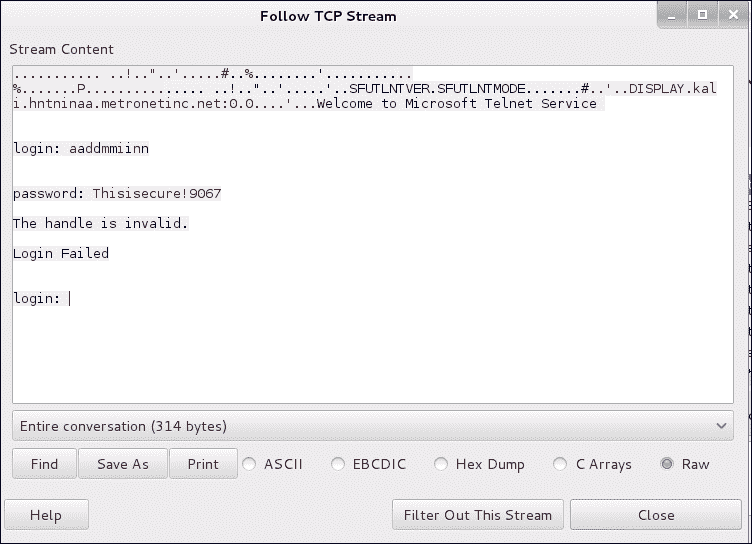 Follow TCP Stream
Stream Content
........... ..!.."..'.....#..%........'...........
%.......P............... ..!.."..'.....'..SFUTLNTVER.SFUTLNTMODE.......#..'..DISPLAY.kal
i.hntninaa.metronetinc.net:0.0....'...Welcome to Microsoft Telnet Service
login: aaddmmiinn
password: Thisisecure!9067
The handle is invalid.
Login Failed
login:
Entire conversation (314 bytes)
Find Save As Print ASCII EBCDIC Hex Dump C Arrays Raw
Help Filter Out This Stream Close